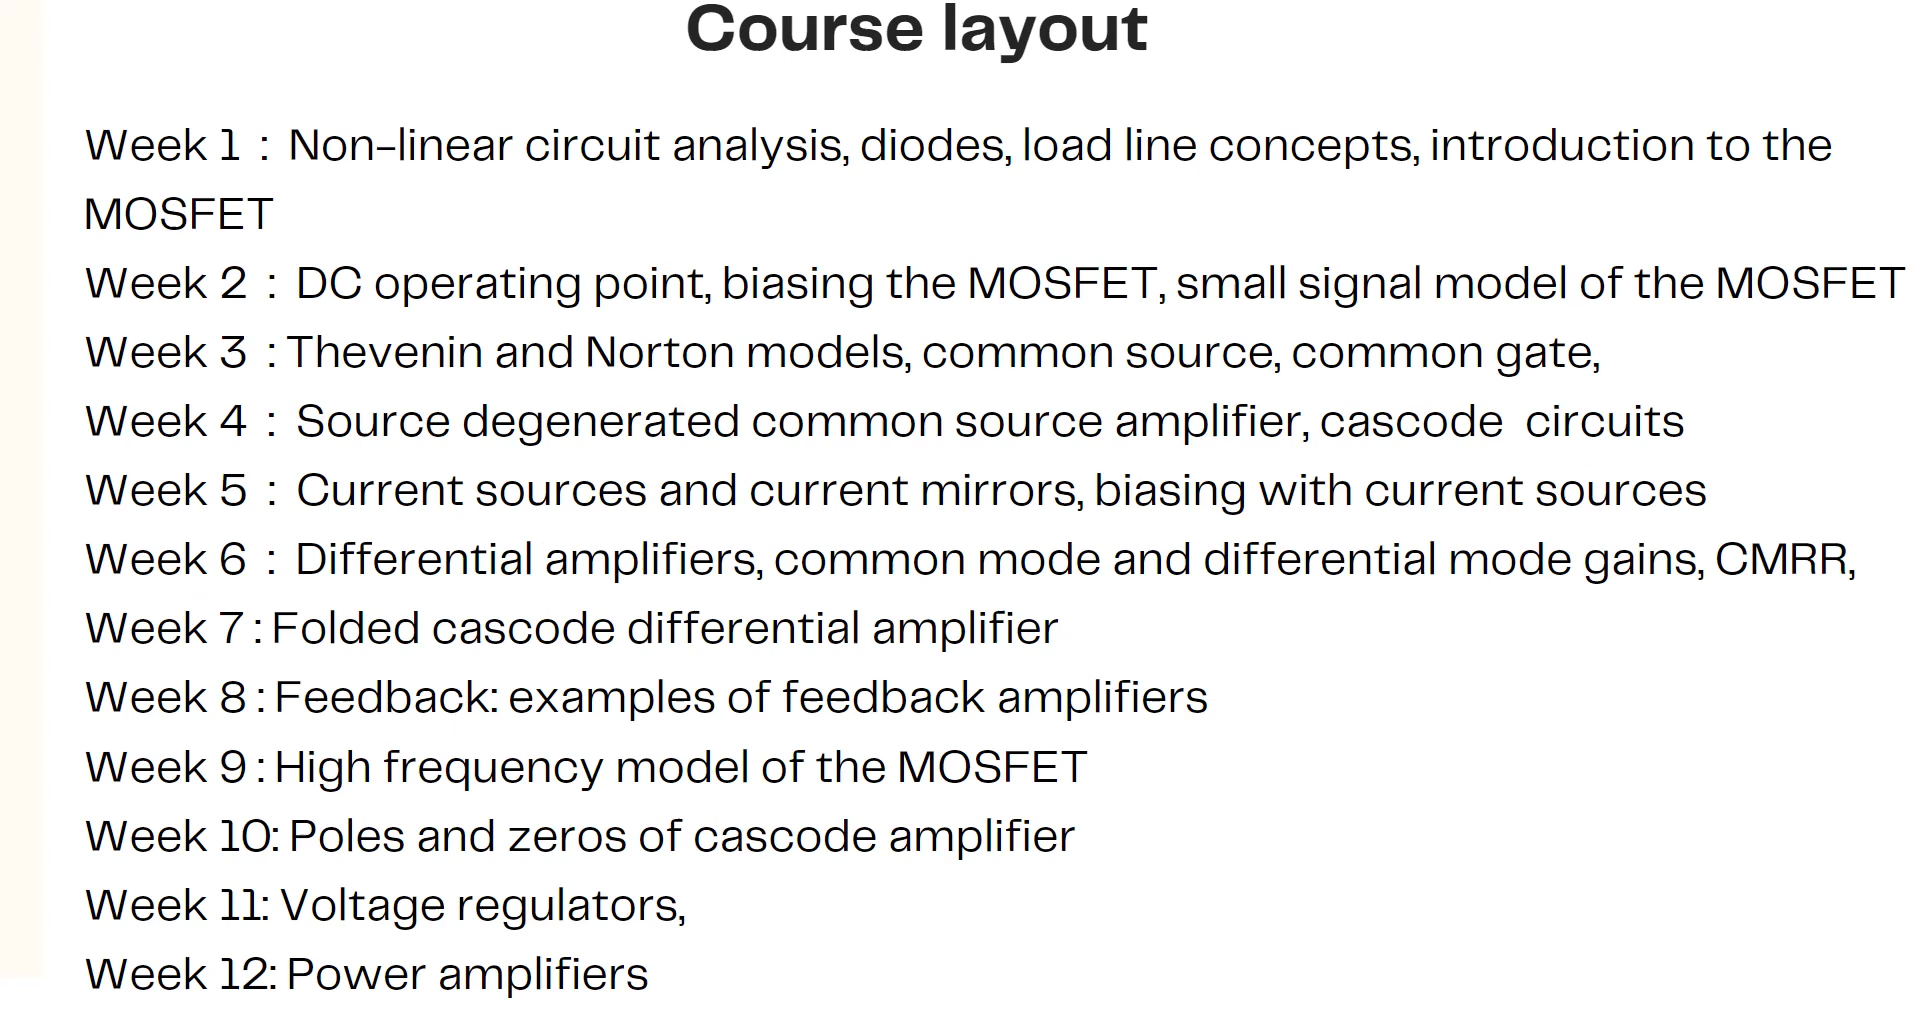 Course layout
Week 1 : Non-linear circuit analysis, diodes, load line concepts, introduction to the
MOSFET
Week 2 : DC operating point, biasing the MOSFET, small signal model of the MOSFET
Week 3 : Thevenin and Norton models, common source, common gate,
Week 4 : Source degenerated common source amplifier, cascode circuits
Week 5 : Current sources and current mirrors, biasing with current sources
Week 6 : Differential amplifiers, common mode and differential mode gains, CMRR,
Week 7 : Folded cascode differential amplifier
Week 8 : Feedback: examples of feedback amplifiers
Week 9 : High frequency model of the MOSFET
Week 10: Poles and zeros of cascode amplifier
Week 11: Voltage regulators,
Week 12: Power amplifiers